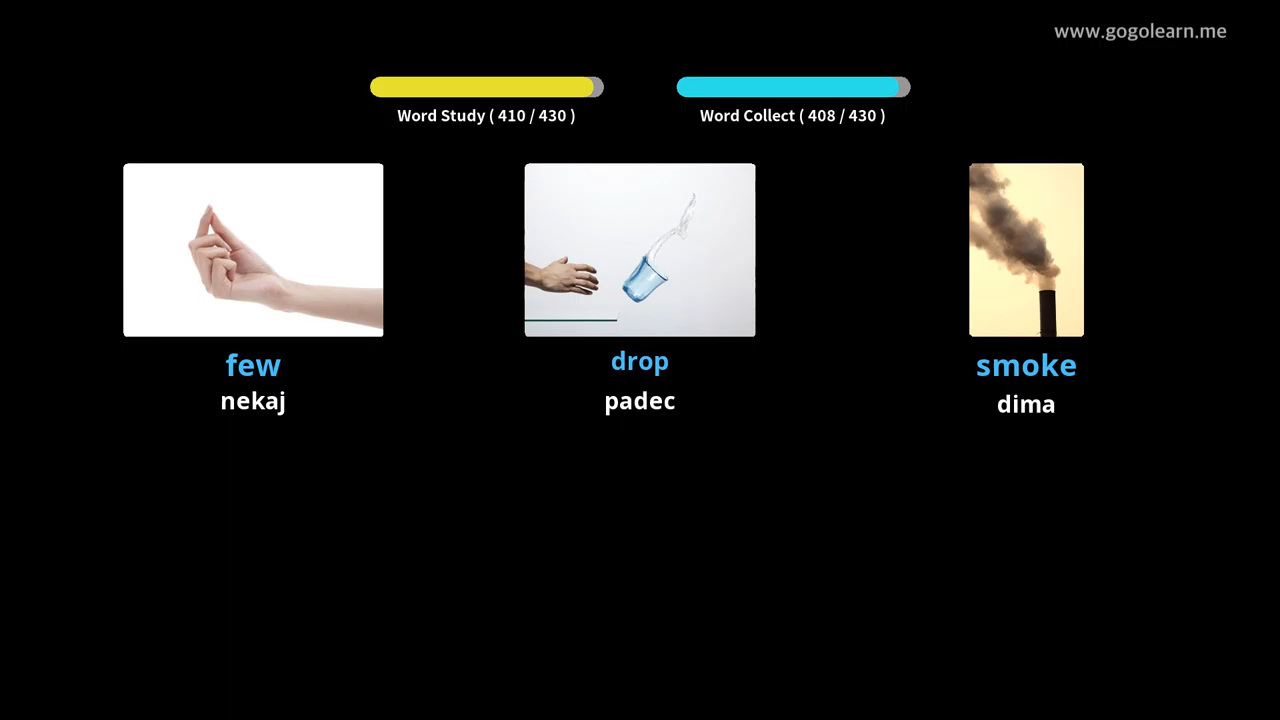 www.gogolearn.me
Word Study ( 410 / 430 )
Word Collect ( 408 / 430 )
few
nekaj
drop
padec
smoke
dima